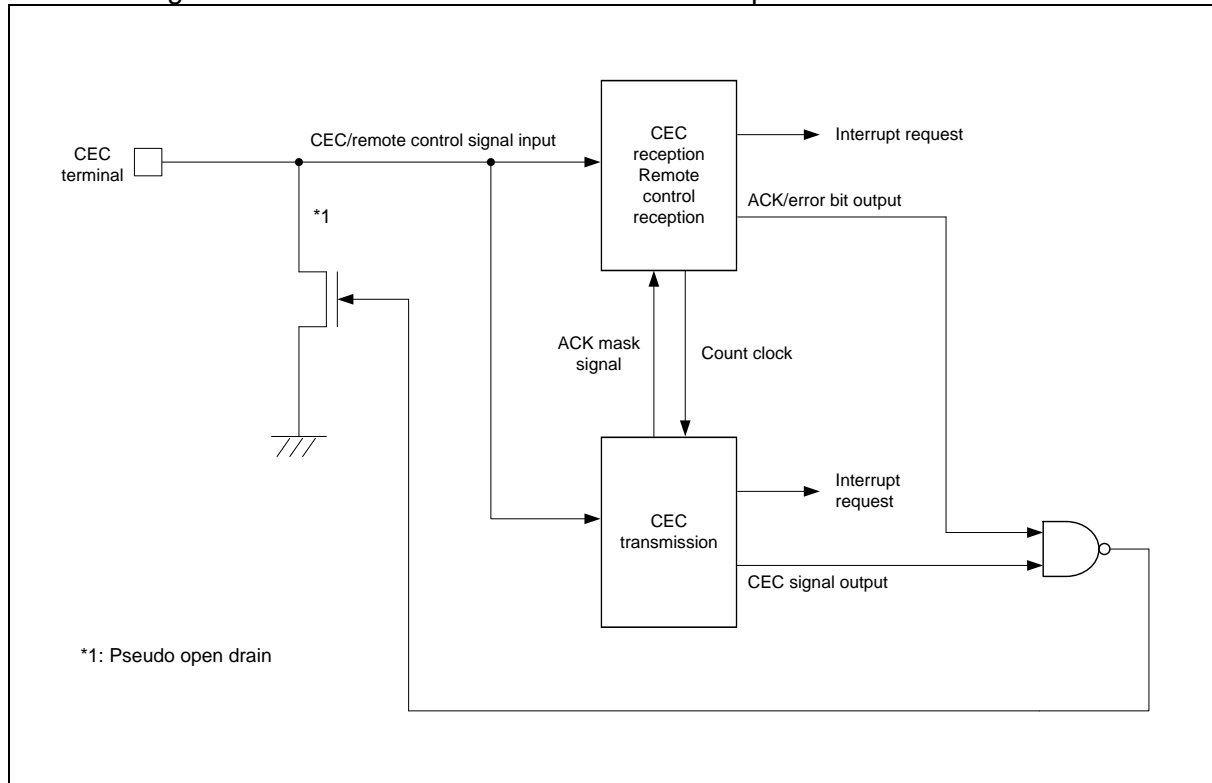 CEC
terminal
CEC/remote control signal input
*1
CEC
reception
Remote
control
reception
Interrupt request
ACK/error bit output
ACK mask
signal
Count clock
CEC
transmission
Interrupt
request
CEC signal output
*1: Pseudo open drain